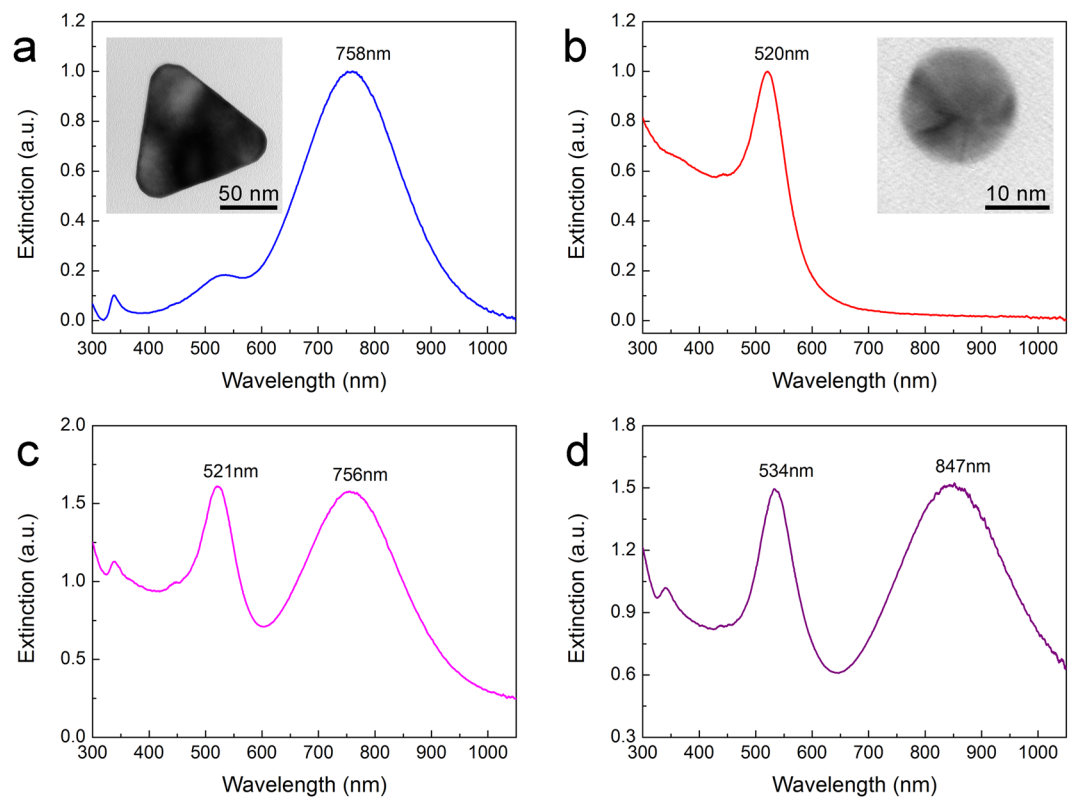 a
758nm
50 nm
Extinction (a.u.)
1.2
1.0
0.8
0.6
0.4
0.2
0.0
300 400 500 600 700 800 900 1000
Wavelength (nm)
b
520nm
10 nm
Extinction (a.u.)
1.2
1.0
0.8
0.6
0.4
0.2
0.0
300 400 500 600 700 800 900 1000
Wavelength (nm)
c
521nm
756nm
Extinction (a.u.)
2.0
1.5
1.0
0.5
0.0
300 400 500 600 700 800 900 1000
Wavelength (nm)
d
534nm
847nm
Extinction (a.u.)
1.8
1.5
1.2
0.9
0.6
0.3
300 400 500 600 700 800 900 1000
Wavelength (nm)